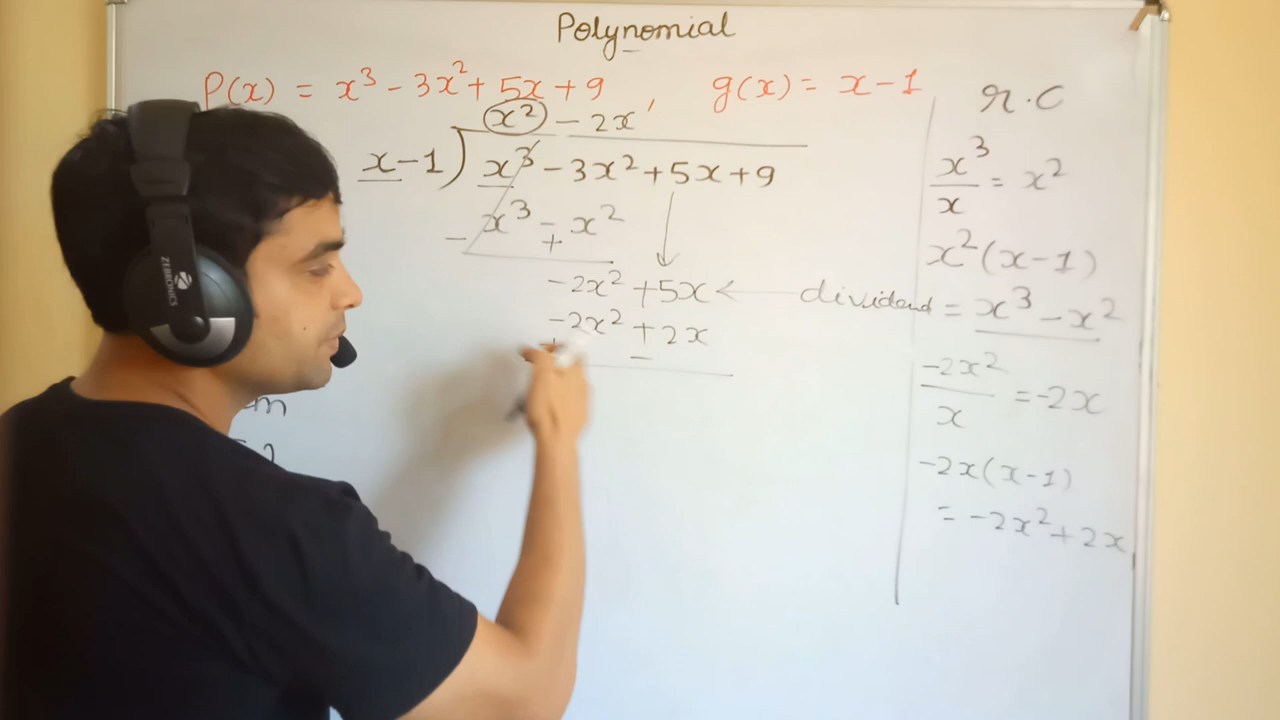 Polynomial
P(x) = x³ - 3x² + 5x + 9 , g(x) = x - 1
x² - 2x
x - 1 ) x³ - 3x² + 5x + 9
x³ - x²
- +
-2x² + 5x < dividend
-2x² + 2x
+ -
r.c
x³/x = x²
x²(x-1)
= x³ - x²
-2x²/x = -2x
-2x(x-1)
= -2x² + 2x
ZEBRONICS